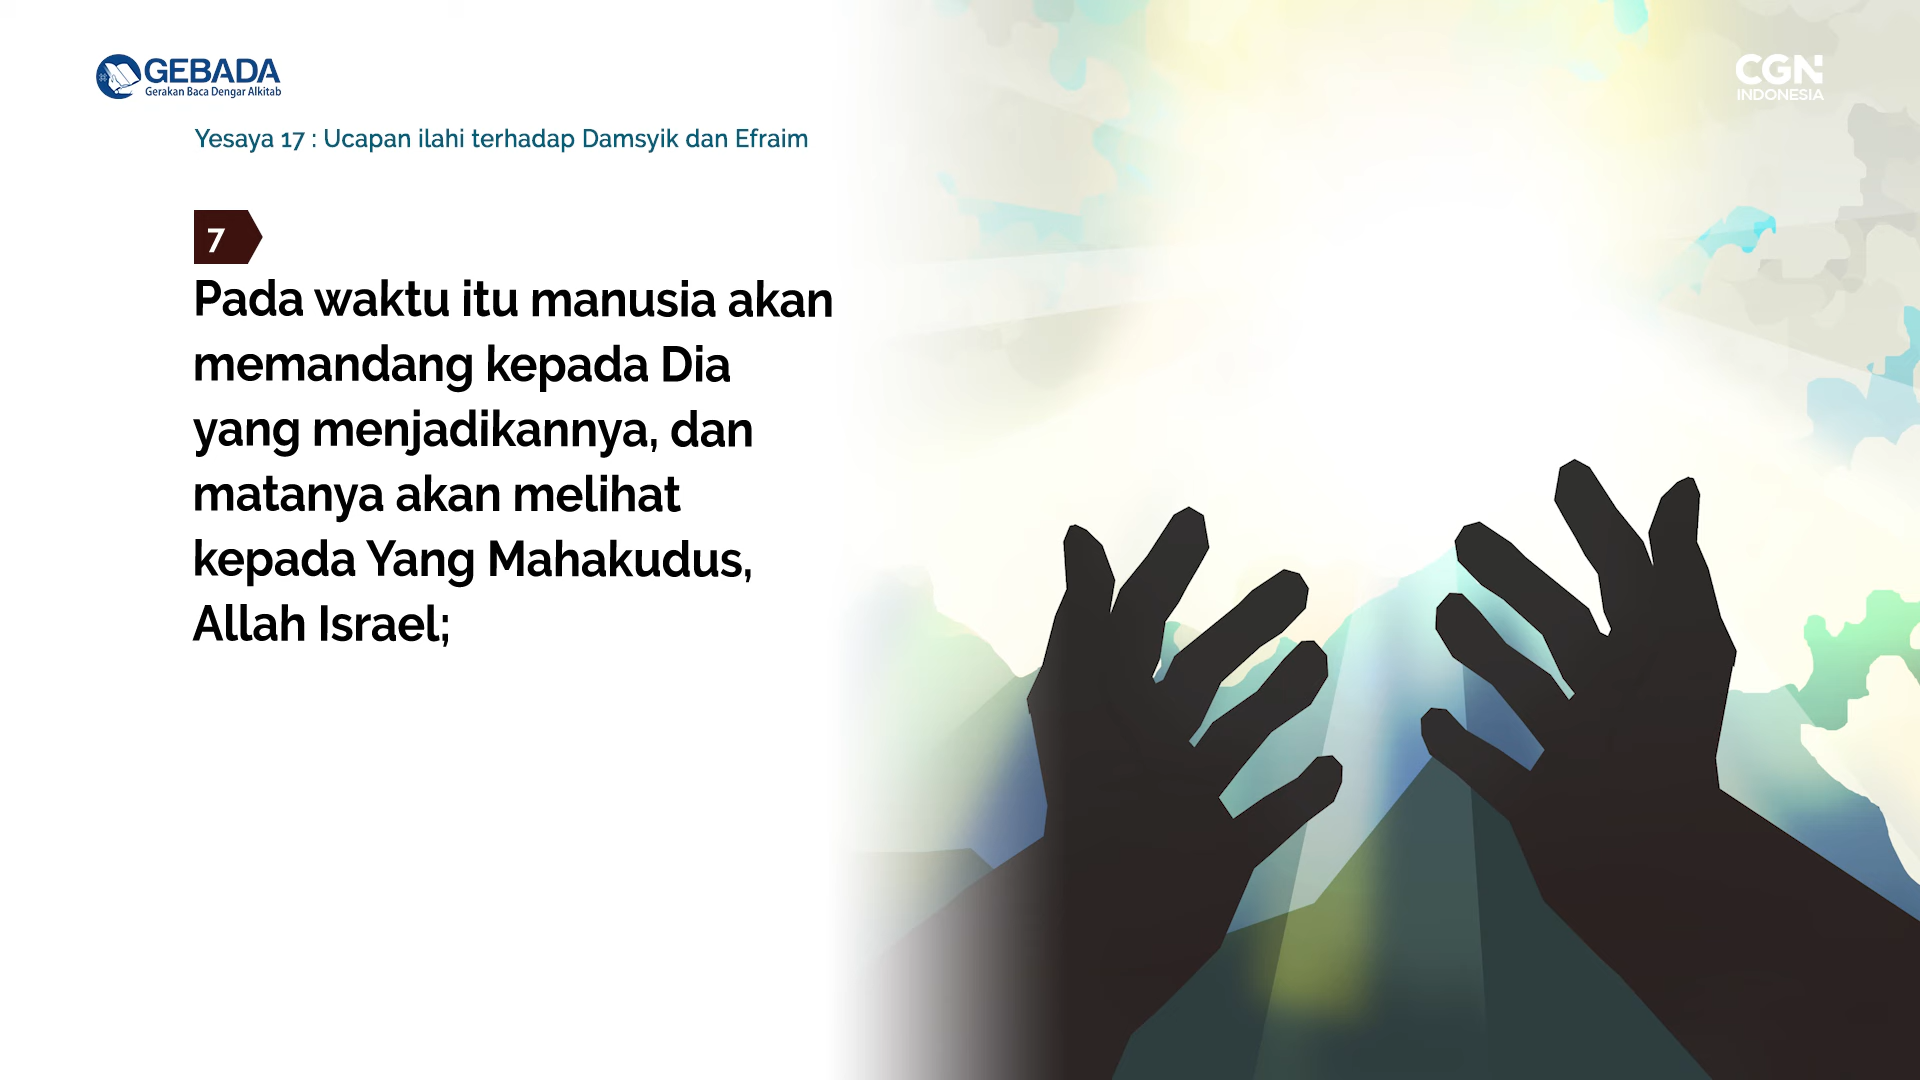 GEBADA
Gerakan Baca Dengar Alkitab
CGN
INDONESIA
Yesaya 17 : Ucapan ilahi terhadap Damsyik dan Efraim
7
Pada waktu itu manusia akan
memandang kepada Dia
yang menjadikannya, dan
matanya akan melihat
kepada Yang Mahakudus,
Allah Israel;